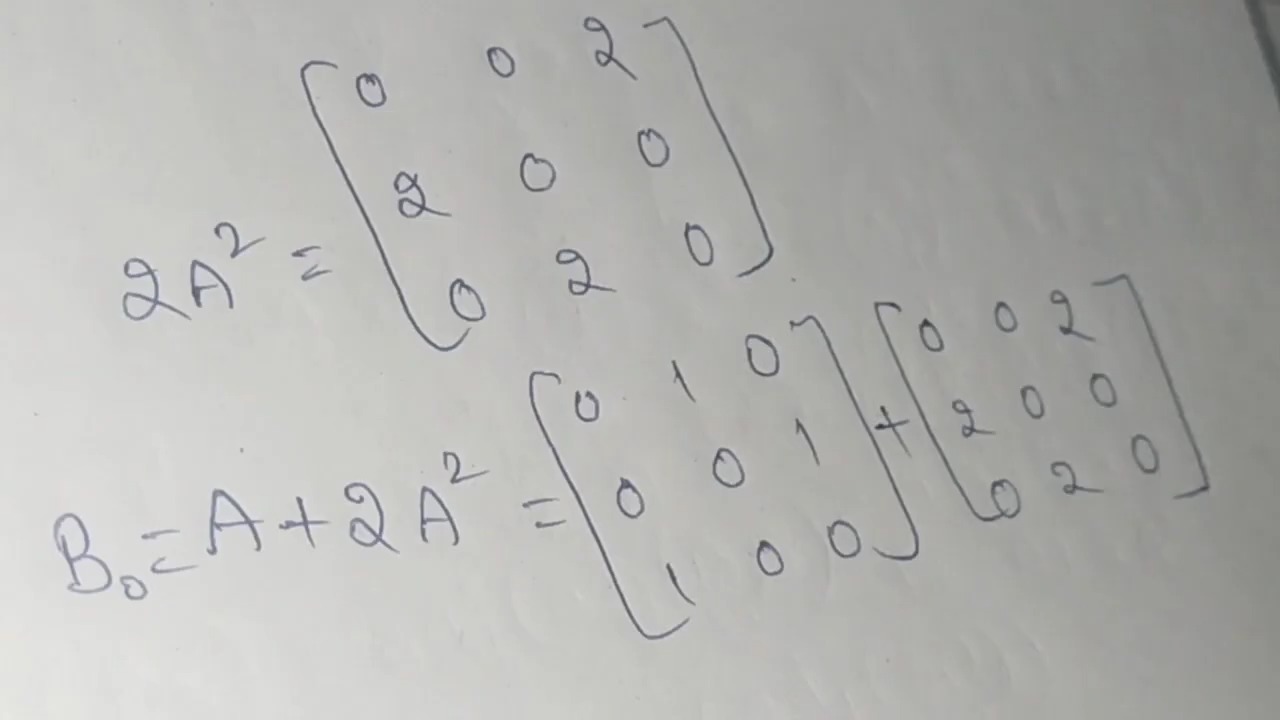 2A² = [0 0 2
2 0 0
0 2 0]
B₀ = A + 2A² = [0 1 0
0 0 1
1 0 0] + [0 0 2
2 0 0
0 2 0]